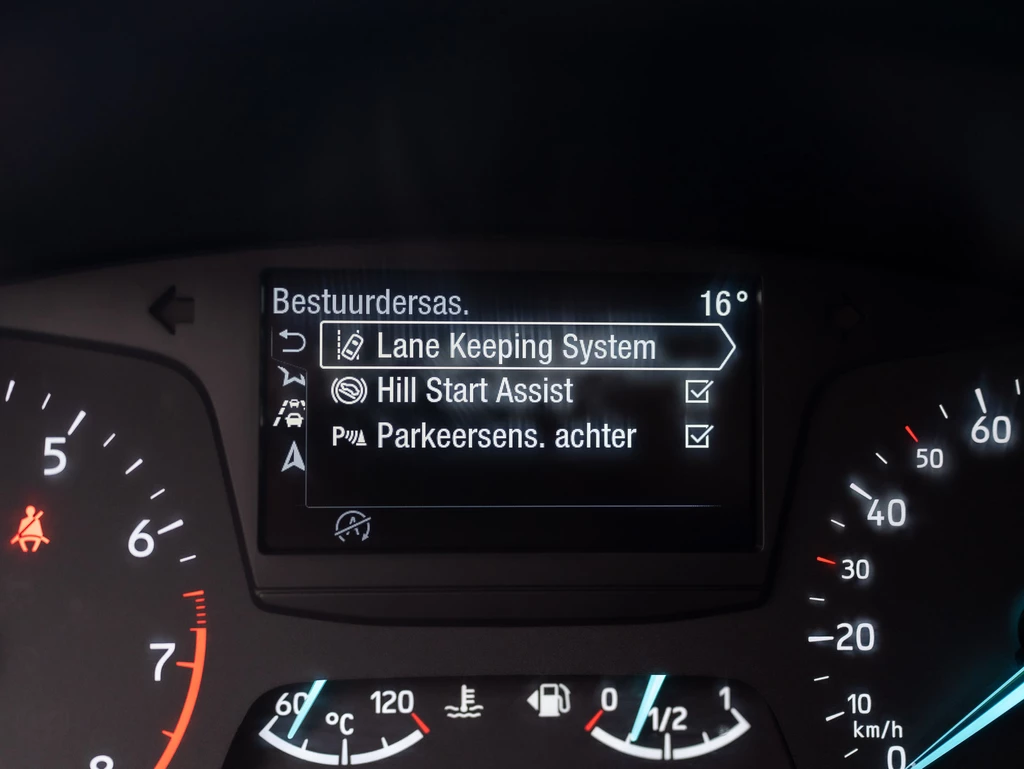 Bestuurdersas. 16°
Lane Keeping System
Hill Start Assist
P Parkeersens. achter
A
5
6
7
8
60
50
40
30
20
10
km/h
0
60 120
°C
0 1/2 1